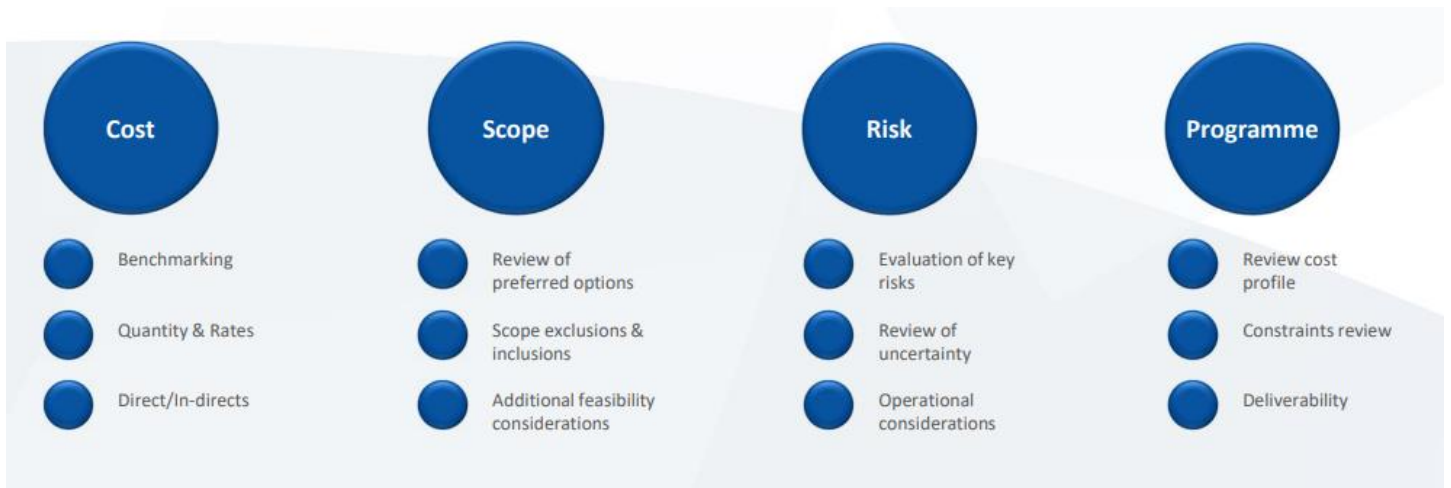 Cost
Benchmarking
Quantity & Rates
Direct/In-directs
Scope
Review of
preferred options
Scope exclusions &
inclusions
Additional feasibility
considerations
Risk
Evaluation of key
risks
Review of
uncertainty
Operational
considerations
Programme
Review cost
profile
Constraints review
Deliverability